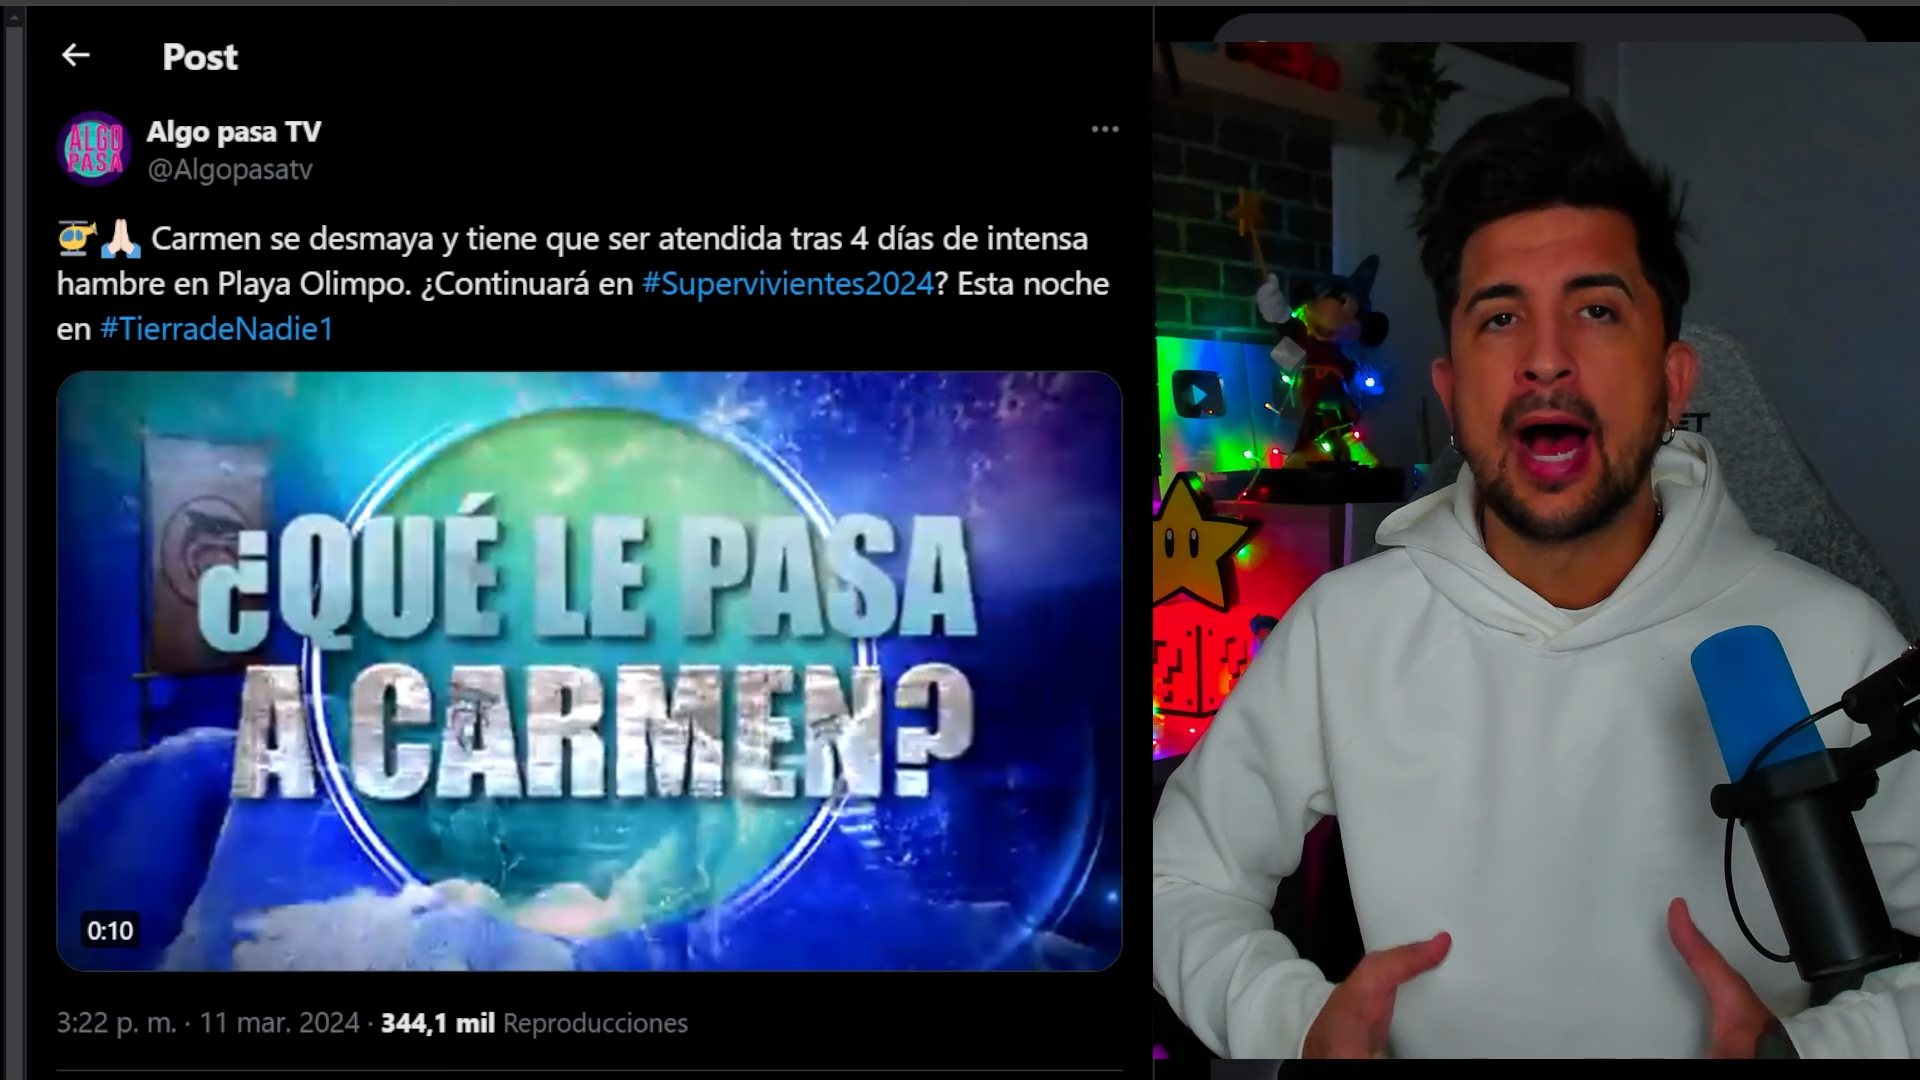 Post
ALGO
PASA
Algo pasa TV
@Algopasatv
Carmen se desmaya y tiene que ser atendida tras 4 días de intensa
hambre en Playa Olimpo. ¿Continuará en #Supervivientes2024? Esta noche
en #TierradeNadie1
¿QUÉ LE PASA
A CARMEN?
0:10
3:22 p. m. · 11 mar. 2024 · 344,1 mil Reproducciones